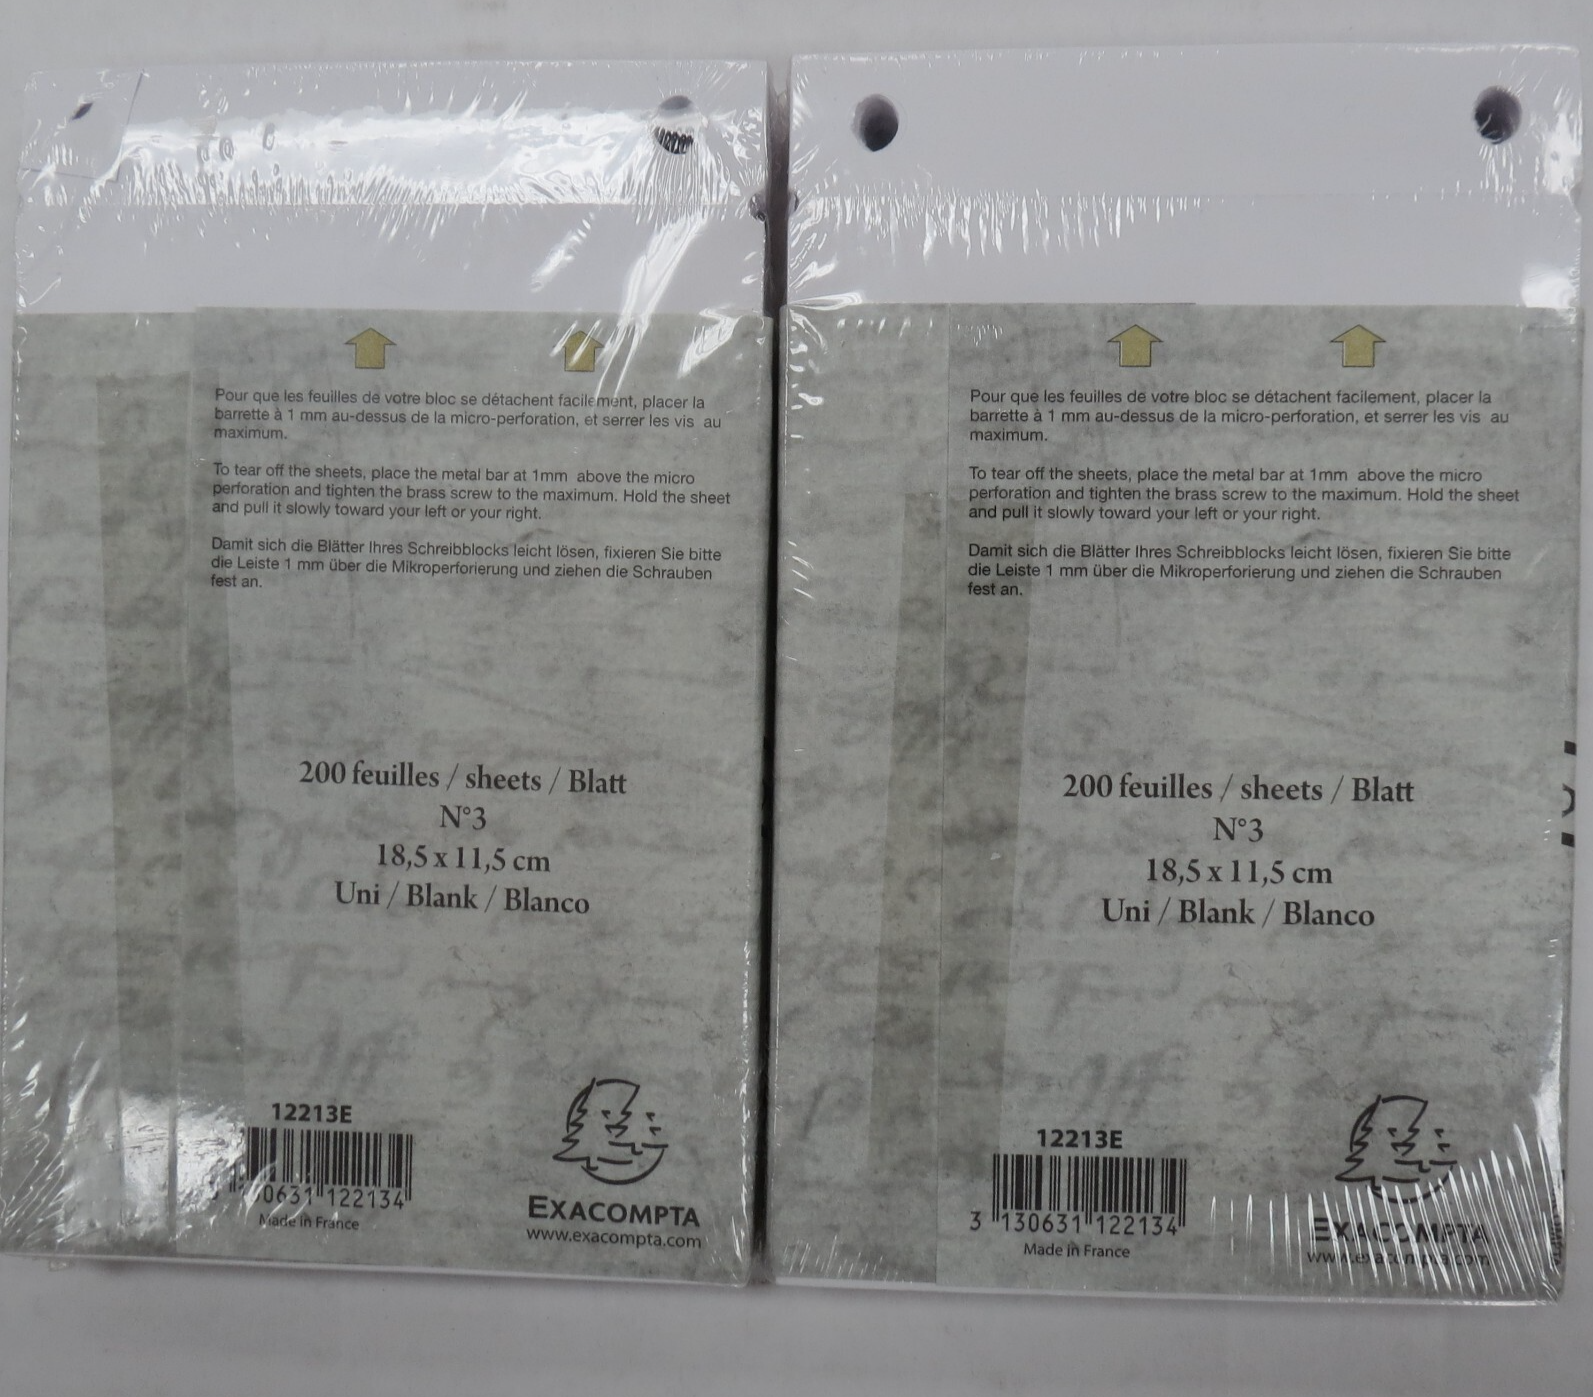 Pour que les feuilles de votre bloc se détachent facilement, placer la
barrette à 1 mm au-dessus de la micro-perforation, et serrer les vis au
maximum.
To tear off the sheets, place the metal bar at 1mm above the micro
perforation and tighten the brass screw to the maximum. Hold the sheet
and pull it slowly toward your left or your right.
Damit sich die Blätter Ihres Schreibblocks leicht lösen, fixieren Sie bitte
die Leiste 1 mm über die Mikroperforierung und ziehen die Schrauben
fest an.
200 feuilles / sheets / Blatt
N°3
18,5 x 11,5 cm
Uni / Blank / Blanco
12213E
30631 122134
Made in France
EXACOMPTA
www.exacompta.com
Pour que les feuilles de votre bloc se détachent facilement, placer la
barrette à 1 mm au-dessus de la micro-perforation, et serrer les vis au
maximum.
To tear off the sheets, place the metal bar at 1mm above the micro
perforation and tighten the brass screw to the maximum. Hold the sheet
and pull it slowly toward your left or your right.
Damit sich die Blätter Ihres Schreibblocks leicht lösen, fixieren Sie bitte
die Leiste 1 mm über die Mikroperforierung und ziehen die Schrauben
fest an.
200 feuilles / sheets / Blatt
N°3
18,5 x 11,5 cm
Uni / Blank / Blanco
12213E
3 130631 122134
Made in France
EXACOMPTA
www.exacompta.com